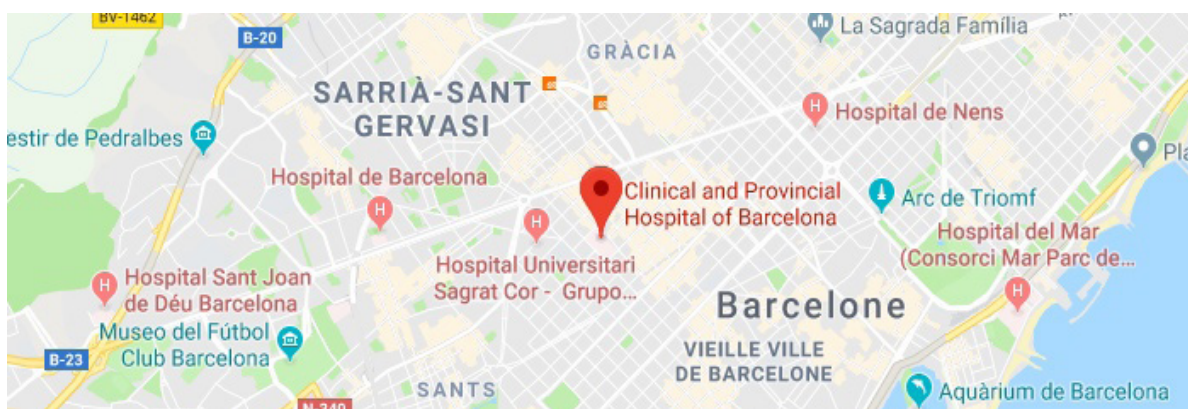 BV-1462
B-20
La Sagrada Família
GRÀCIA
SARRIÀ-SANT
GERVASI
Hospital de Nens
estir de Pedralbes
Hospital de Barcelona
Clinical and Provincial
Hospital of Barcelona
Arc de Triomf
Hospital del Mar
(Consorci Mar Parc de...
Hospital Universitari
Sagrat Cor - Grupo...
Hospital Sant Joan
de Déu Barcelona
Museo del Fútbol
Club Barcelona
B-23
Barcelone
VIEILLE VILLE
DE BARCELONE
SANTS
Aquàrium de Barcelona
N-340
Pla
H
H
H
H
H